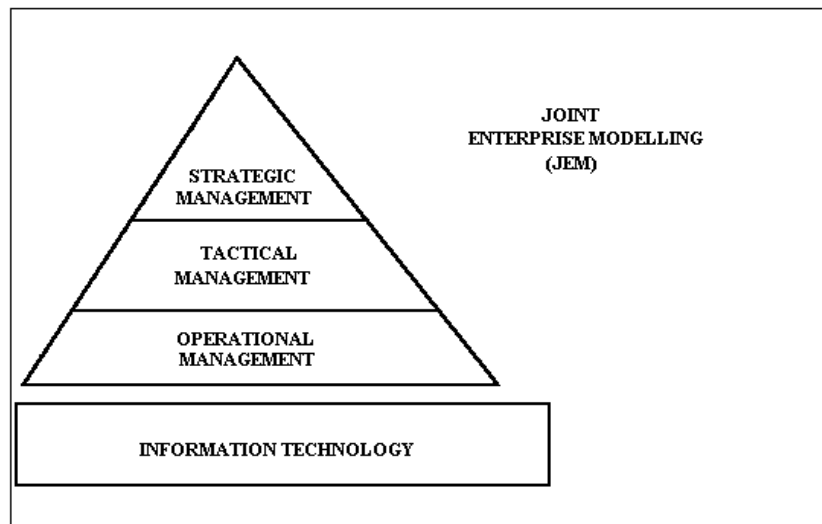 JOINT
ENTERPRISE MODELLING
(JEM)
STRATEGIC
MANAGEMENT
TACTICAL
MANAGEMENT
OPERATIONAL
MANAGEMENT
INFORMATION TECHNOLOGY